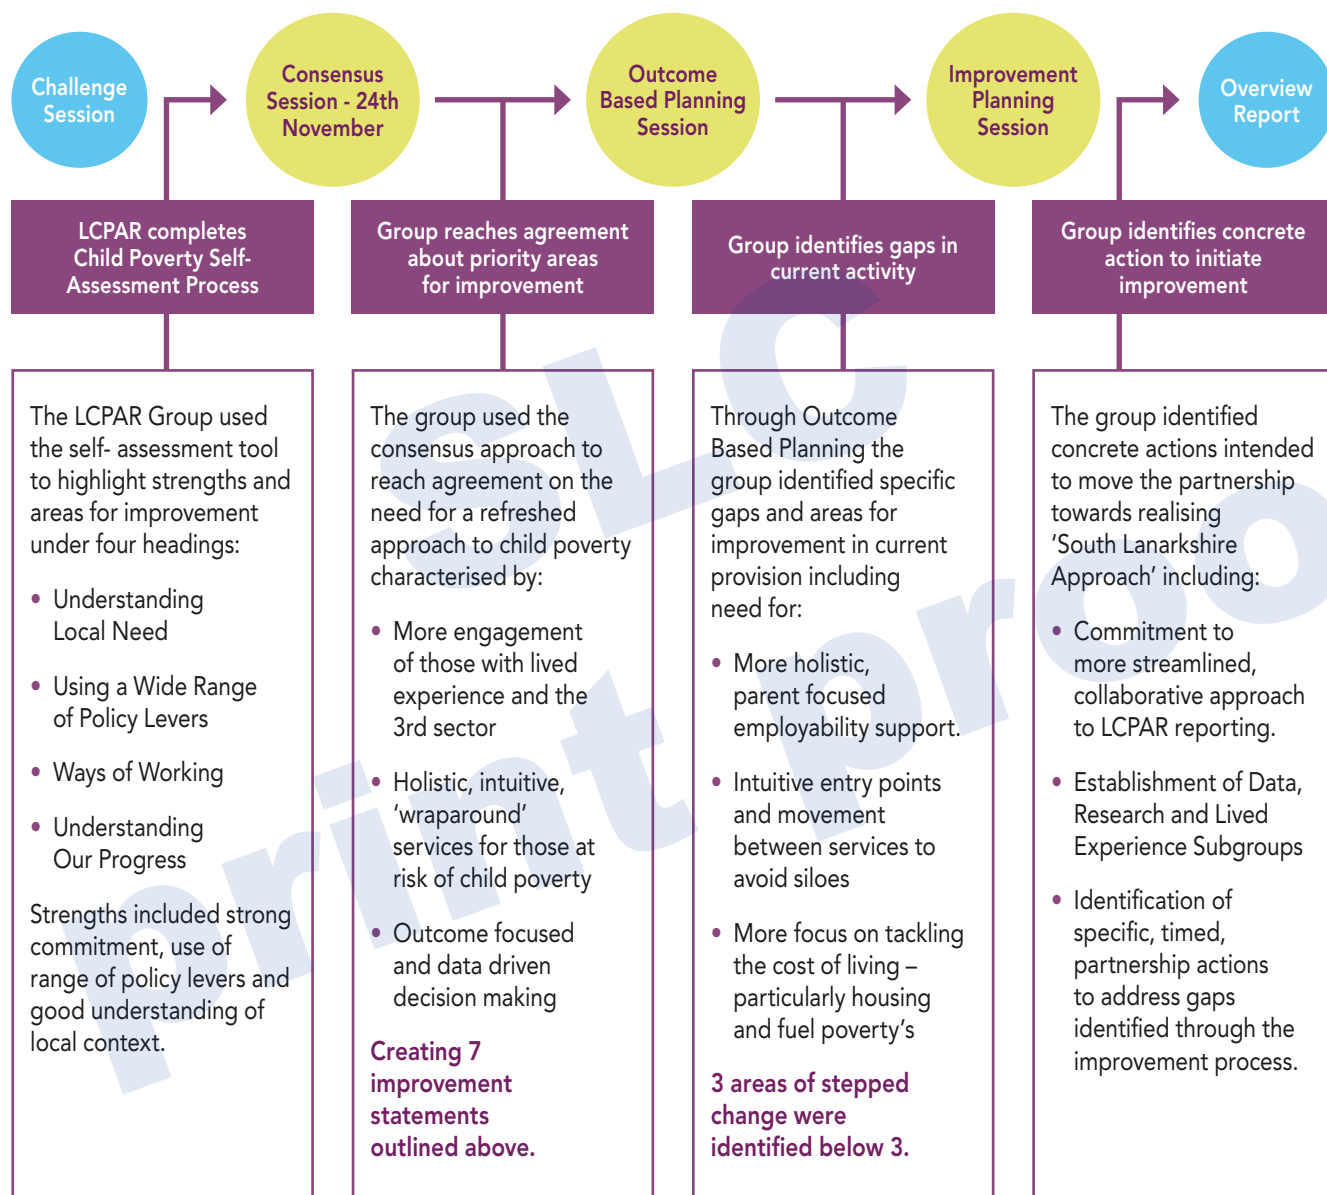 Challenge
Session
Consensus
Session - 24th
November
Outcome
Based Planning
Session
Improvement
Planning
Session
Overview
Report
LCPAR completes
Child Poverty Self-
Assessment Process
Group reaches agreement
about priority areas
for improvement
Group identifies gaps in
current activity
Group identifies concrete
action to initiate
improvement
The LCPAR Group used
the self- assessment tool
to highlight strengths and
areas for improvement
under four headings:
• Understanding
Local Need
• Using a Wide Range
of Policy Levers
• Ways of Working
• Understanding
Our Progress
Strengths included strong
commitment, use of
range of policy levers and
good understanding of
local context.
The group used the
consensus approach to
reach agreement on the
need for a refreshed
approach to child poverty
characterised by:
• More engagement
of those with lived
experience and the
3rd sector
• Holistic, intuitive,
‘wraparound’
services for those at
risk of child poverty
• Outcome focused
and data driven
decision making
Creating 7
improvement
statements
outlined above.
Through Outcome
Based Planning the
group identified specific
gaps and areas for
improvement in current
provision including
need for:
• More holistic,
parent focused
employability support.
• Intuitive entry points
and movement
between services to
avoid siloes
• More focus on tackling
the cost of living –
particularly housing
and fuel poverty’s
3 areas of stepped
change were
identified below 3.
The group identified
concrete actions intended
to move the partnership
towards realising
‘South Lanarkshire
Approach’ including:
• Commitment to
more streamlined,
collaborative approach
to LCPAR reporting.
• Establishment of Data,
Research and Lived
Experience Subgroups
• Identification of
specific, timed,
partnership actions
to address gaps
identified through the
improvement process.
SLC
print proo